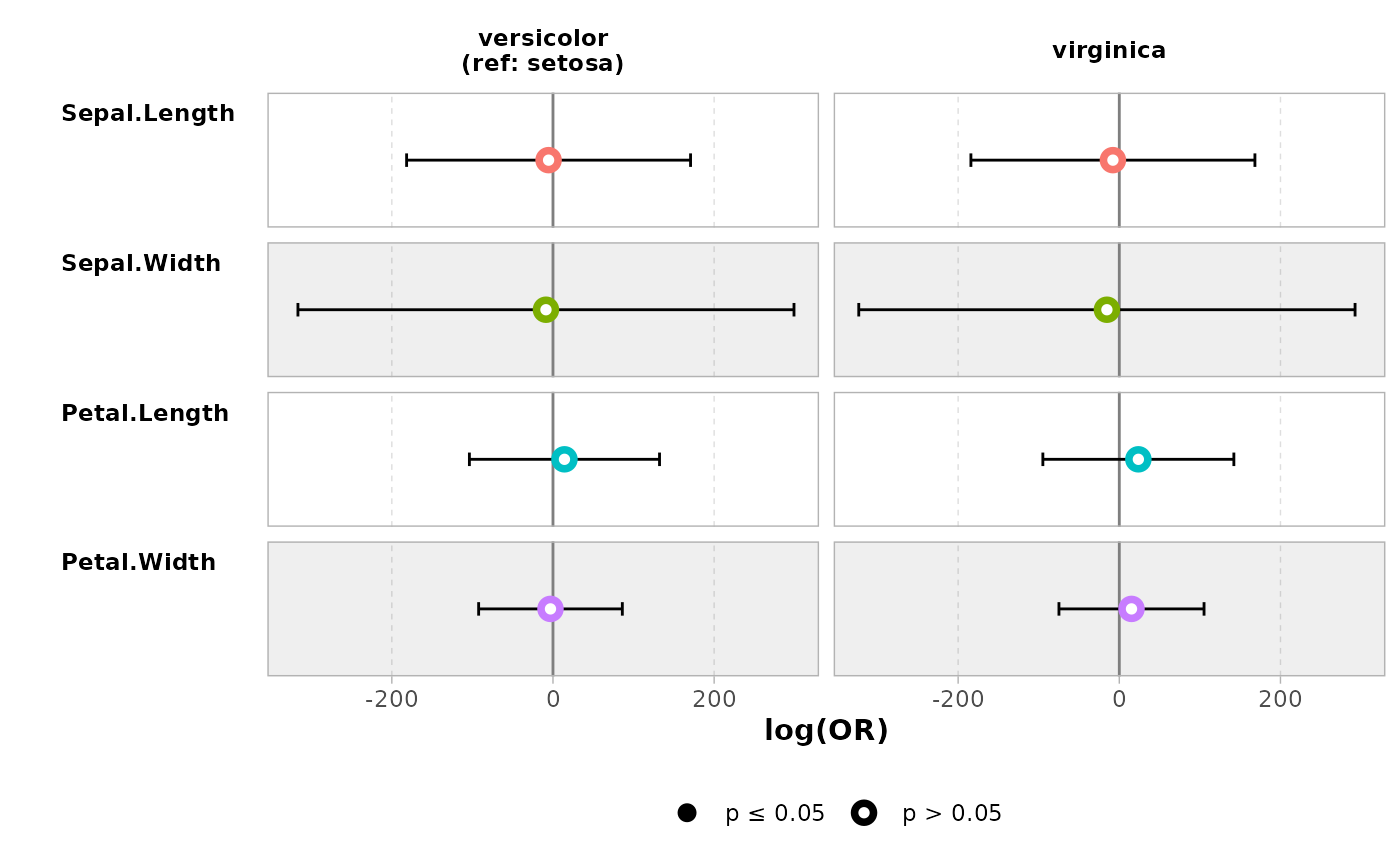 versicolor
(ref: setosa)
virginica
Sepal.Length
Sepal.Width
Petal.Length
Petal.Width
-200 0 200 -200 0 200
log(OR)
p ≤ 0.05 p > 0.05